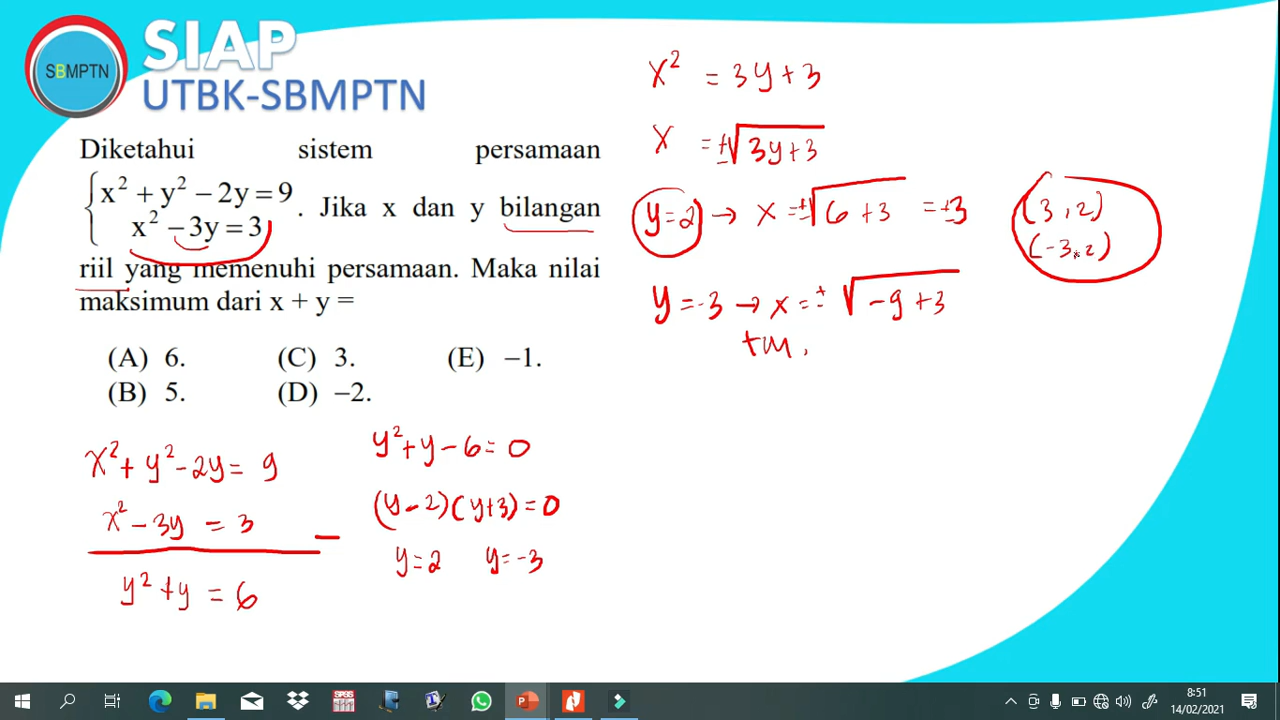 SBMPTN
SIAP
UTBK-SBMPTN
Diketahui sistem persamaan
{ x² + y² − 2y = 9
x² − 3y = 3 . Jika x dan y bilangan
riil yang memenuhi persamaan. Maka nilai
maksimum dari x + y =
(A) 6. (C) 3. (E) −1.
(B) 5. (D) −2.
x² + y² - 2y = 9
x² - 3y = 3 —
y² + y = 6
y² + y - 6 = 0
(y - 2)(y + 3) = 0
y = 2 y = -3
x² = 3y + 3
x = ±√3y + 3
y = 2 → x = ±√6 + 3 = ±3
y = -3 → x = ± √-9 + 3
tm.
(3, 2)
(-3, 2)
8:51
14/02/2021